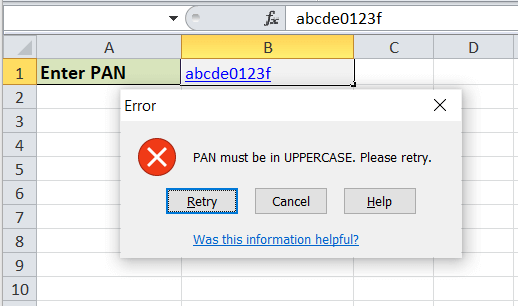 fx abcde0123f
A B C D
1 Enter PAN abcde0123f
2
3
4
5
6
7
8
9
10
Error
PAN must be in UPPERCASE. Please retry.
Retry Cancel Help
Was this information helpful?